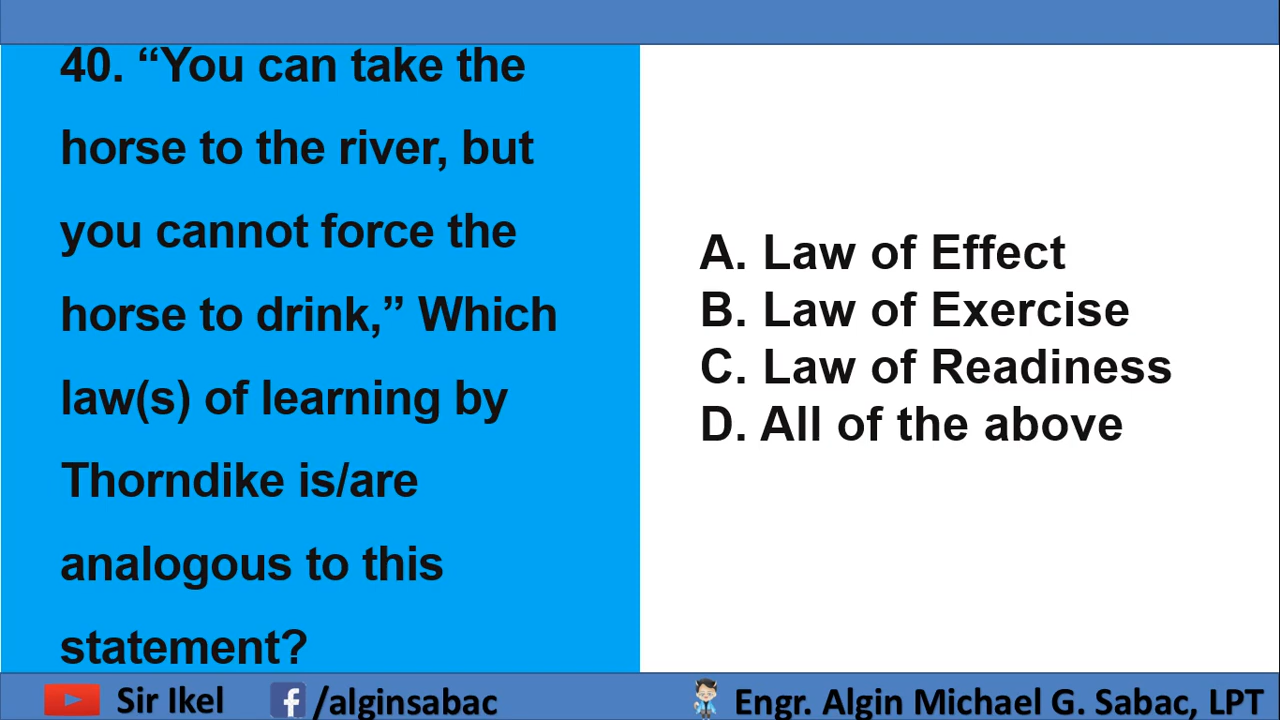 40. “You can take the
horse to the river, but
you cannot force the
horse to drink,” Which
law(s) of learning by
Thorndike is/are
analogous to this
statement?
A. Law of Effect
B. Law of Exercise
C. Law of Readiness
D. All of the above
Sir Ikel
/alginsabac
Engr. Algin Michael G. Sabac, LPT